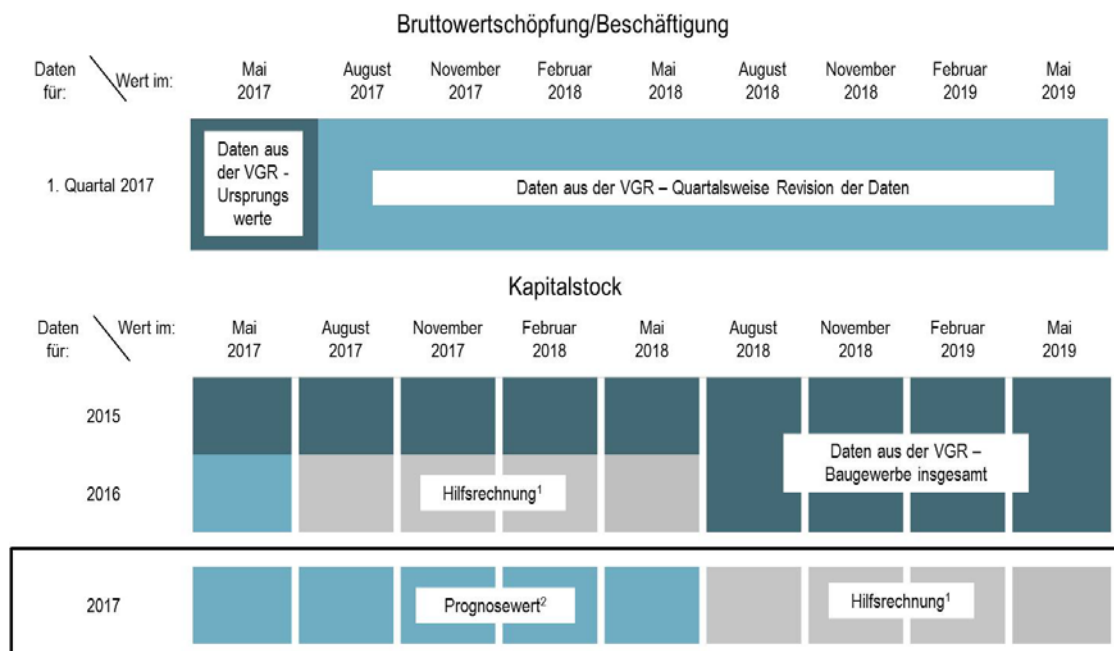 Bruttowertschöpfung/Beschäftigung
Daten für: Wert im: Mai 2017 August 2017 November 2017 Februar 2018 Mai 2018 August 2018 November 2018 Februar 2019 Mai 2019
1. Quartal 2017
Daten aus
der VGR -
Ursprungs
werte
Daten aus der VGR – Quartalsweise Revision der Daten
Kapitalstock
Daten für: Wert im: Mai 2017 August 2017 November 2017 Februar 2018 Mai 2018 August 2018 November 2018 Februar 2019 Mai 2019
2015
Daten aus der VGR –
Baugewerbe insgesamt
2016
Hilfsrechnung¹
2017
Prognosewert²
Hilfsrechnung¹